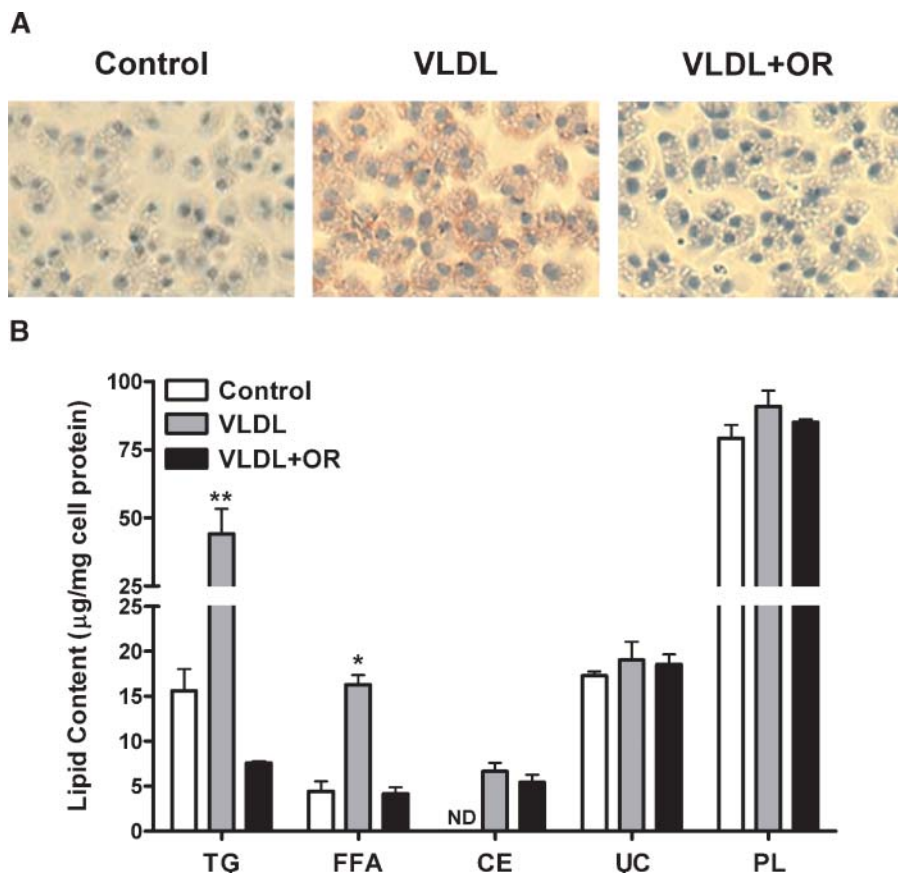 A
Control VLDL VLDL+OR
B
Lipid Content (μg/mg cell protein)
100
75
50
25
25
20
15
10
5
0
Control
VLDL
VLDL+OR
**
*
ND
TG FFA CE UC PL